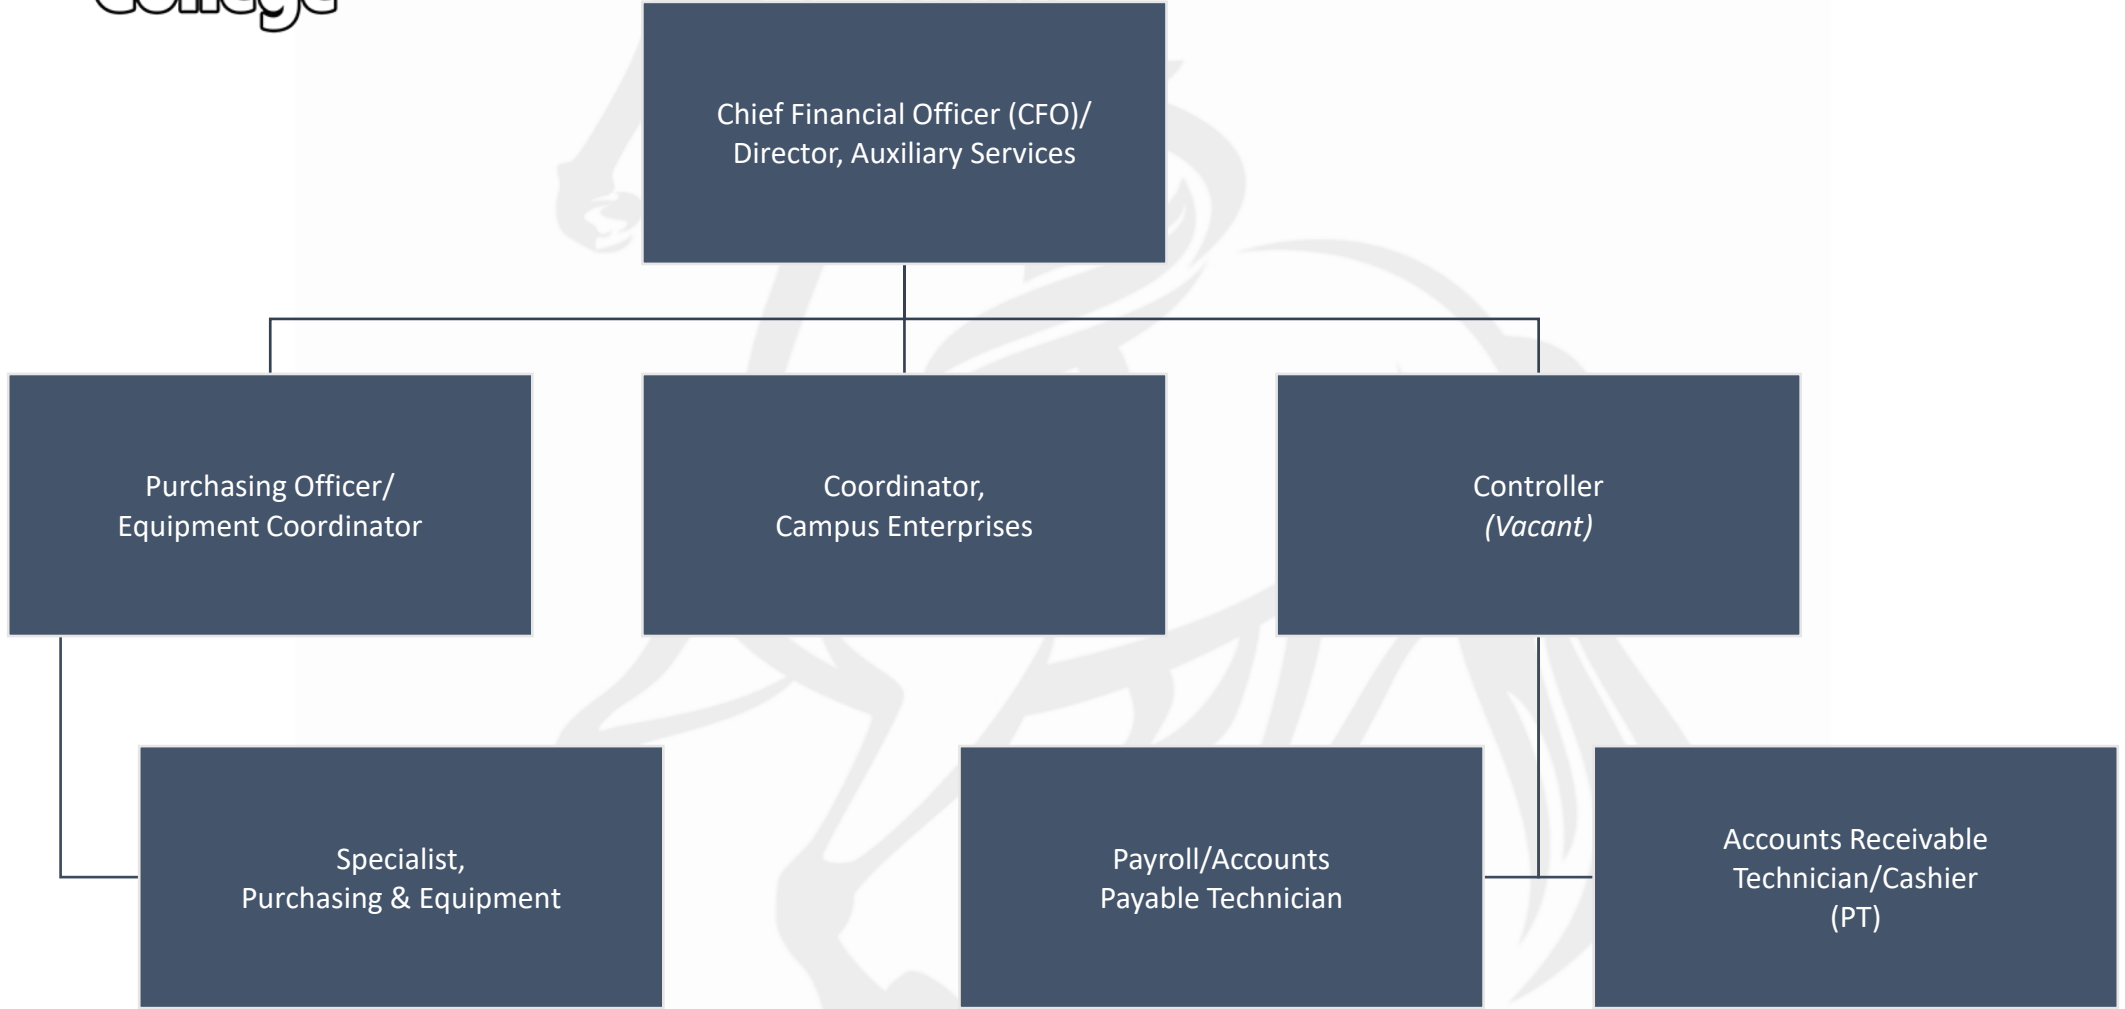 College
Chief Financial Officer (CFO)/
Director, Auxiliary Services
Purchasing Officer/
Equipment Coordinator
Coordinator,
Campus Enterprises
Controller
(Vacant)
Specialist,
Purchasing & Equipment
Payroll/Accounts
Payable Technician
Accounts Receivable
Technician/Cashier
(PT)